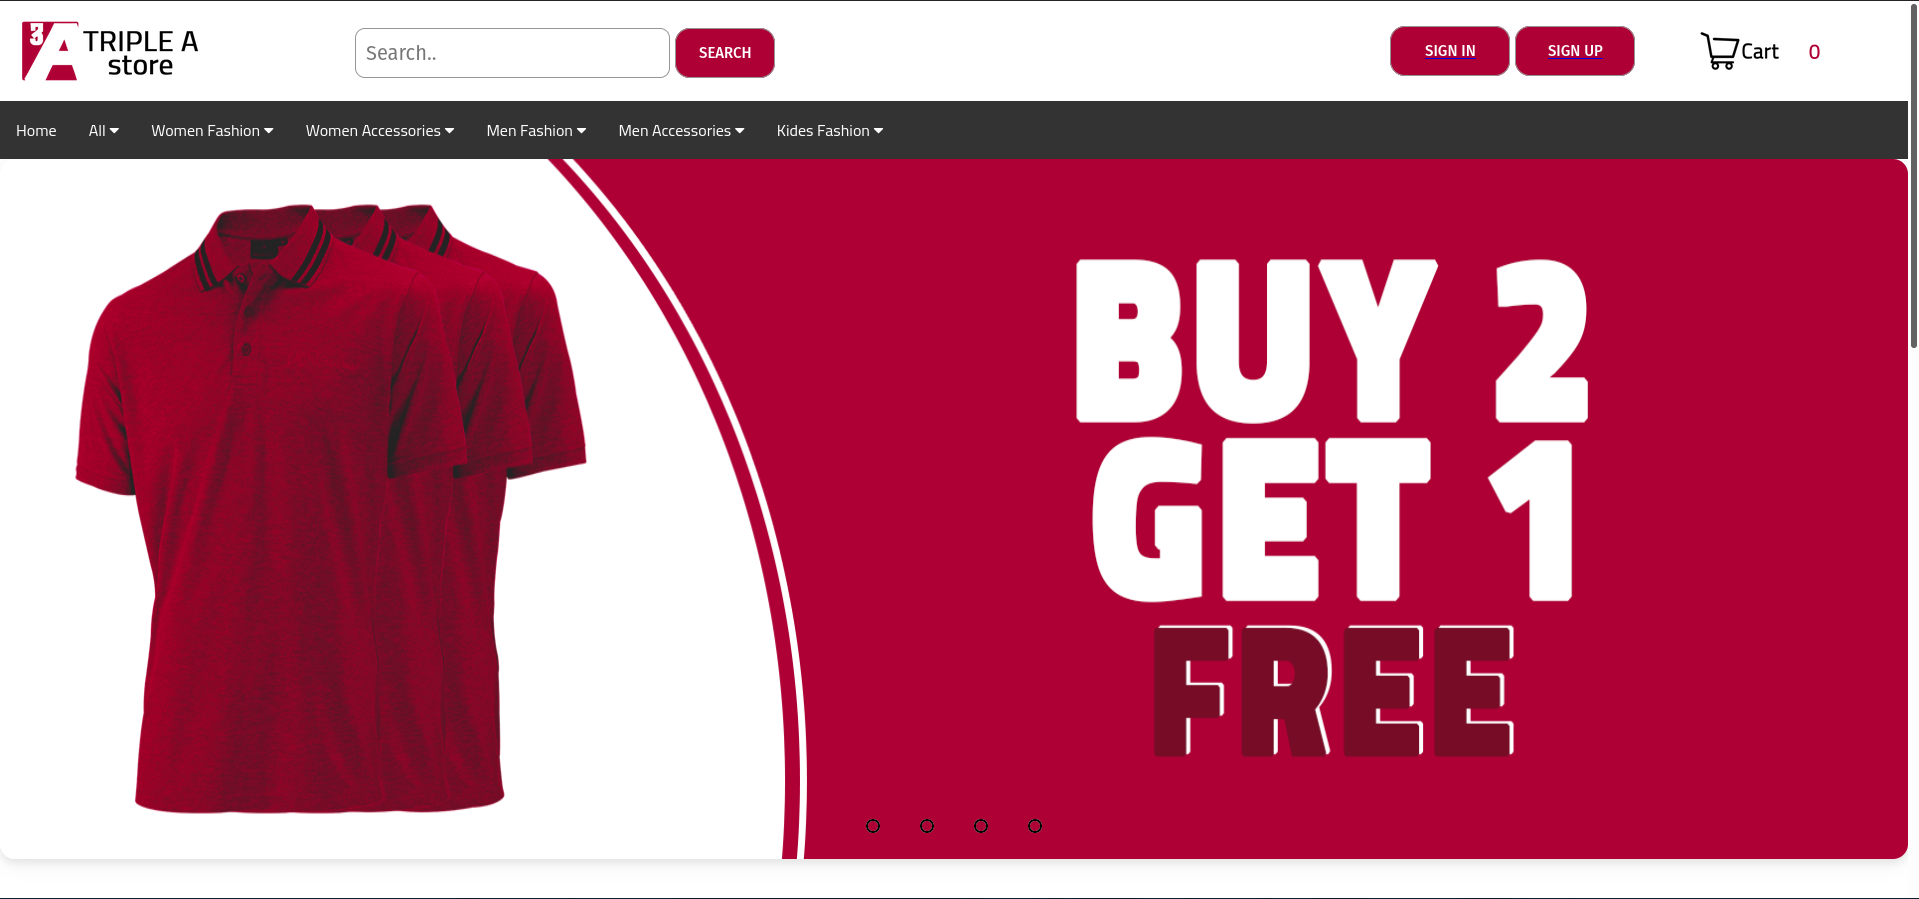 3A TRIPLE A
store
Search..
SEARCH
SIGN IN
SIGN UP
Cart 0
Home All Women Fashion Women Accessories Men Fashion Men Accessories Kides Fashion
BUY 2
GET 1
FREE